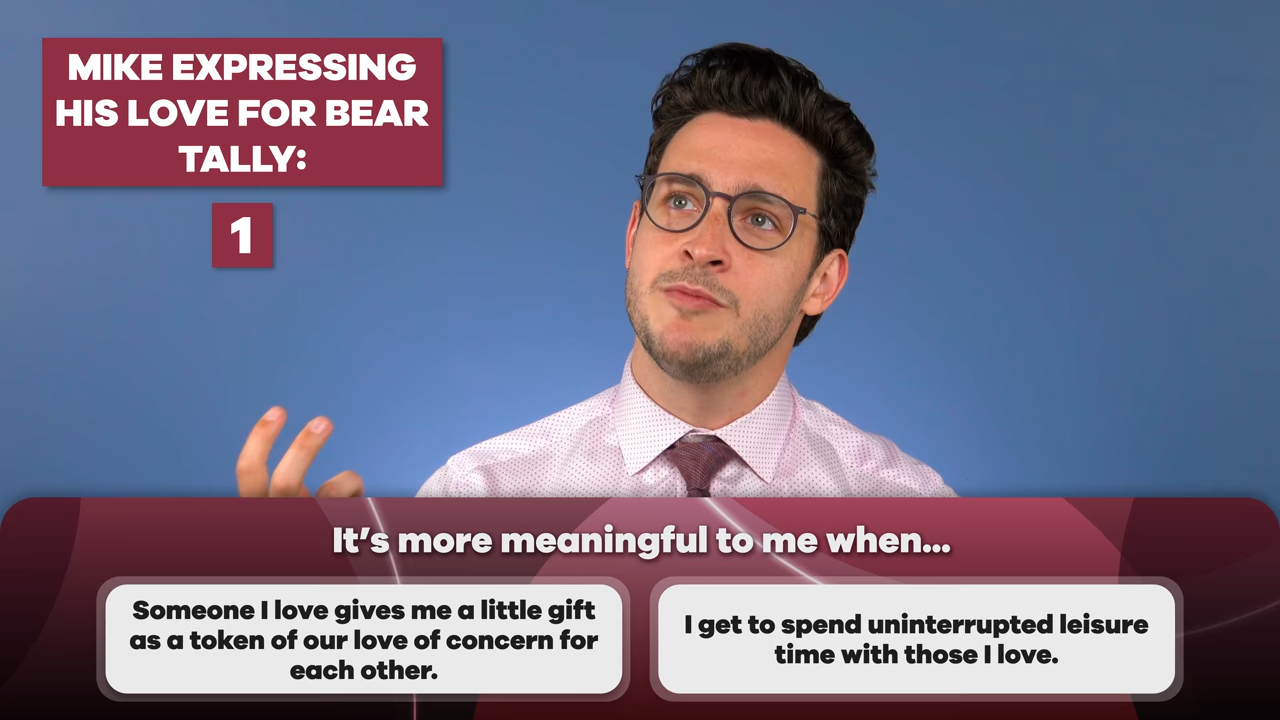 MIKE EXPRESSING
HIS LOVE FOR BEAR
TALLY:
1
It's more meaningful to me when...
Someone I love gives me a little gift
as a token of our love of concern for
each other.
I get to spend uninterrupted leisure
time with those I love.